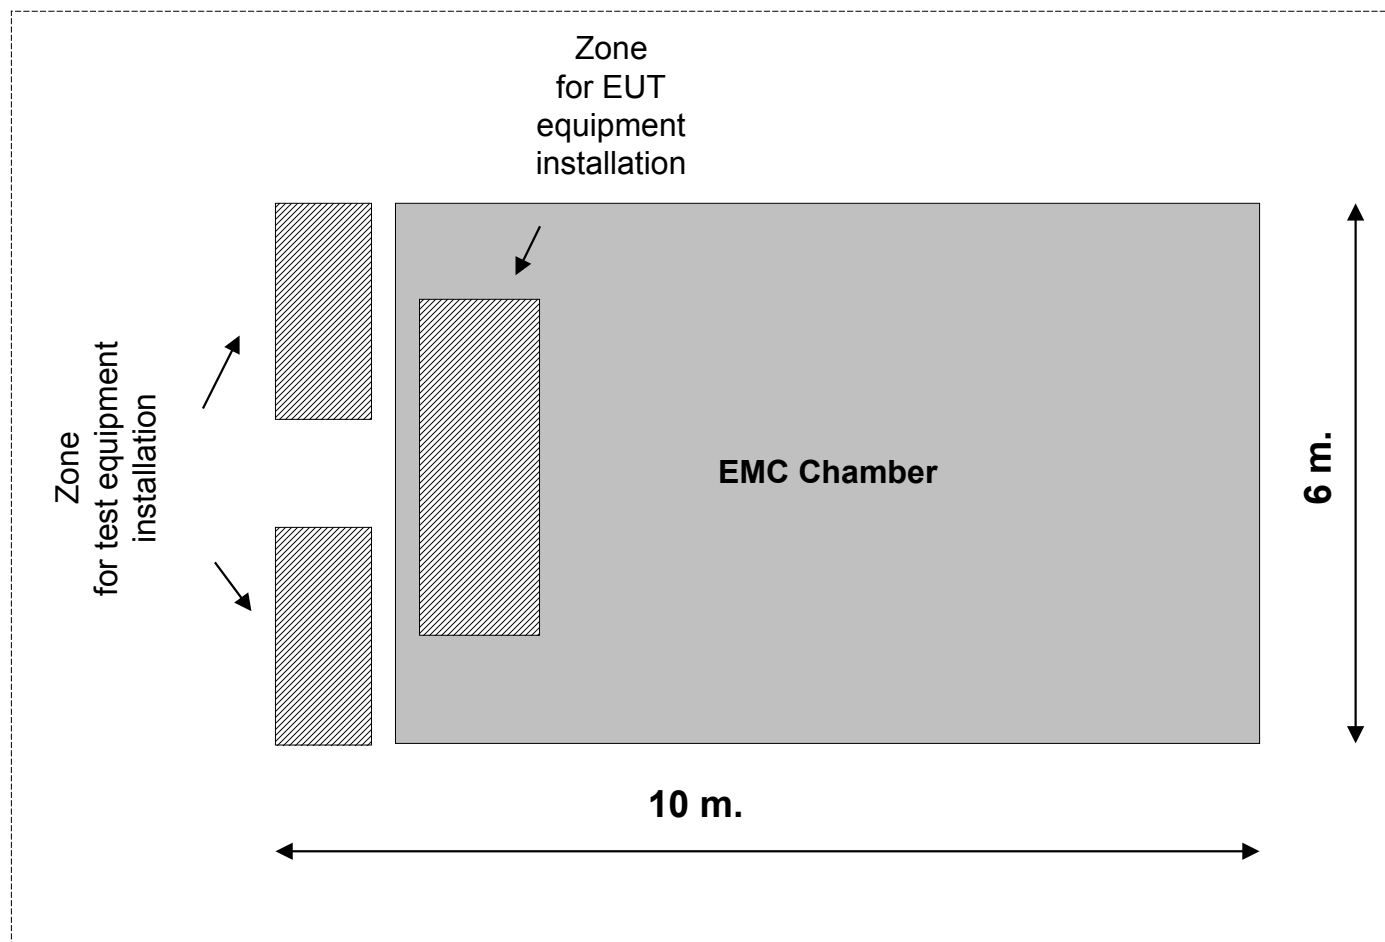 Zone
for EUT
equipment
installation
Zone
for test equipment
installation
EMC Chamber
6 m.
10 m.